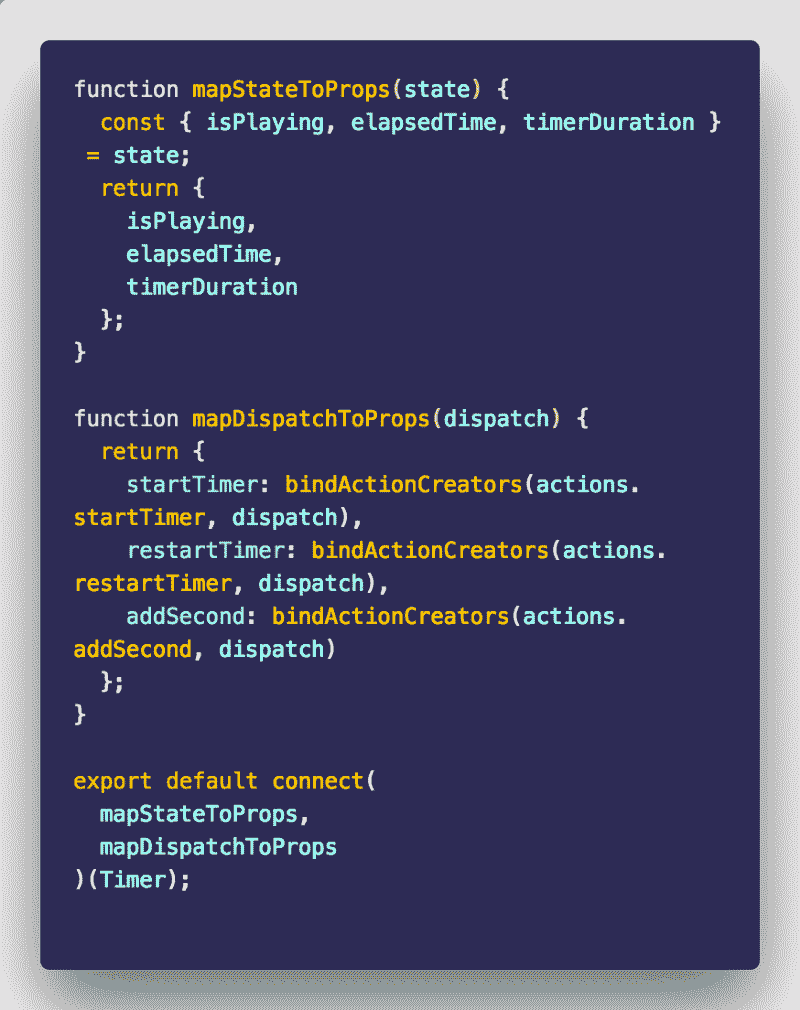 function mapStateToProps(state) {
  const { isPlaying, elapsedTime, timerDuration }
 = state;
  return {
    isPlaying,
    elapsedTime,
    timerDuration
  };
}

function mapDispatchToProps(dispatch) {
  return {
    startTimer: bindActionCreators(actions.
startTimer, dispatch),
    restartTimer: bindActionCreators(actions.
restartTimer, dispatch),
    addSecond: bindActionCreators(actions.
addSecond, dispatch)
  };
}

export default connect(
  mapStateToProps,
  mapDispatchToProps
)(Timer);